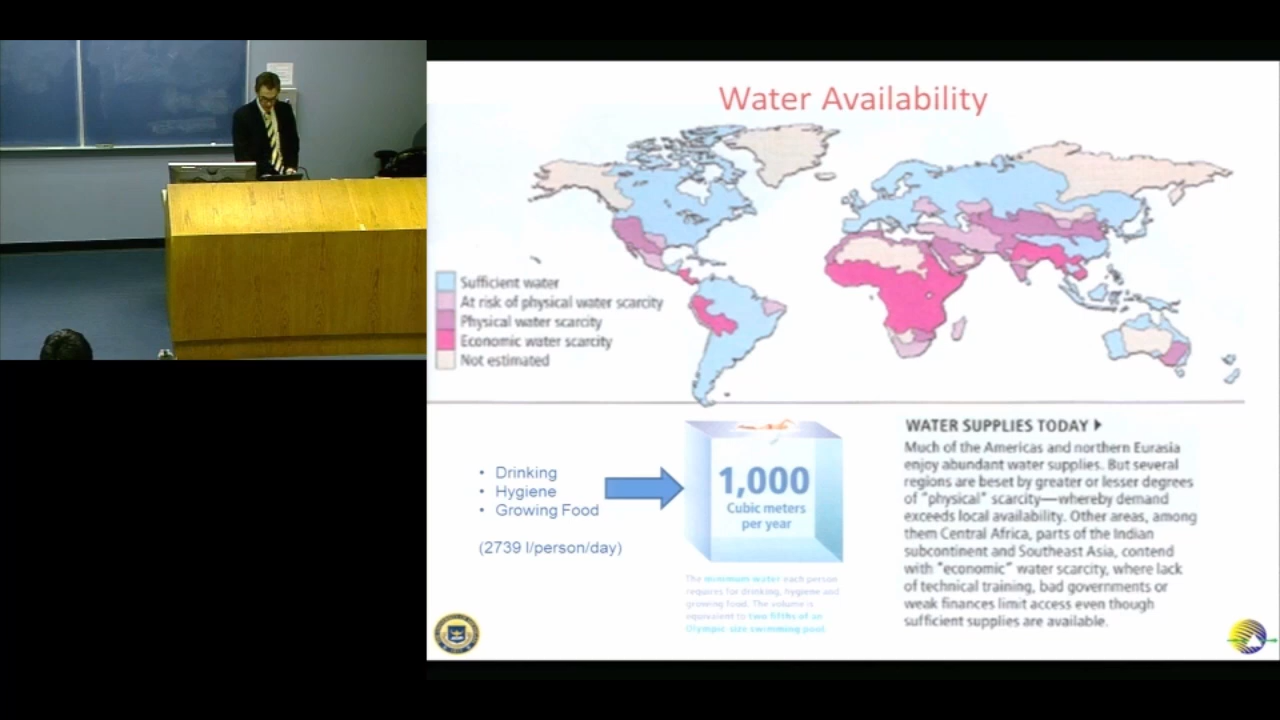 Water Availability
Sufficient water
At risk of physical water scarcity
Physical water scarcity
Economic water scarcity
Not estimated
• Drinking
• Hygiene
• Growing Food
(2739 l/person/day)
1,000
Cubic meters
per year
The minimum water each person
requires for drinking, hygiene and
growing food. The volume is
equivalent to two fifths of an
Olympic-size swimming pool.
WATER SUPPLIES TODAY
Much of the Americas and northern Eurasia
enjoy abundant water supplies. But several
regions are beset by greater or lesser degrees
of "physical" scarcity—whereby demand
exceeds local availability. Other areas, among
them Central Africa, parts of the Indian
subcontinent and Southeast Asia, contend
with "economic" water scarcity, where lack
of technical training, bad governments or
weak finances limit access even though
sufficient supplies are available.